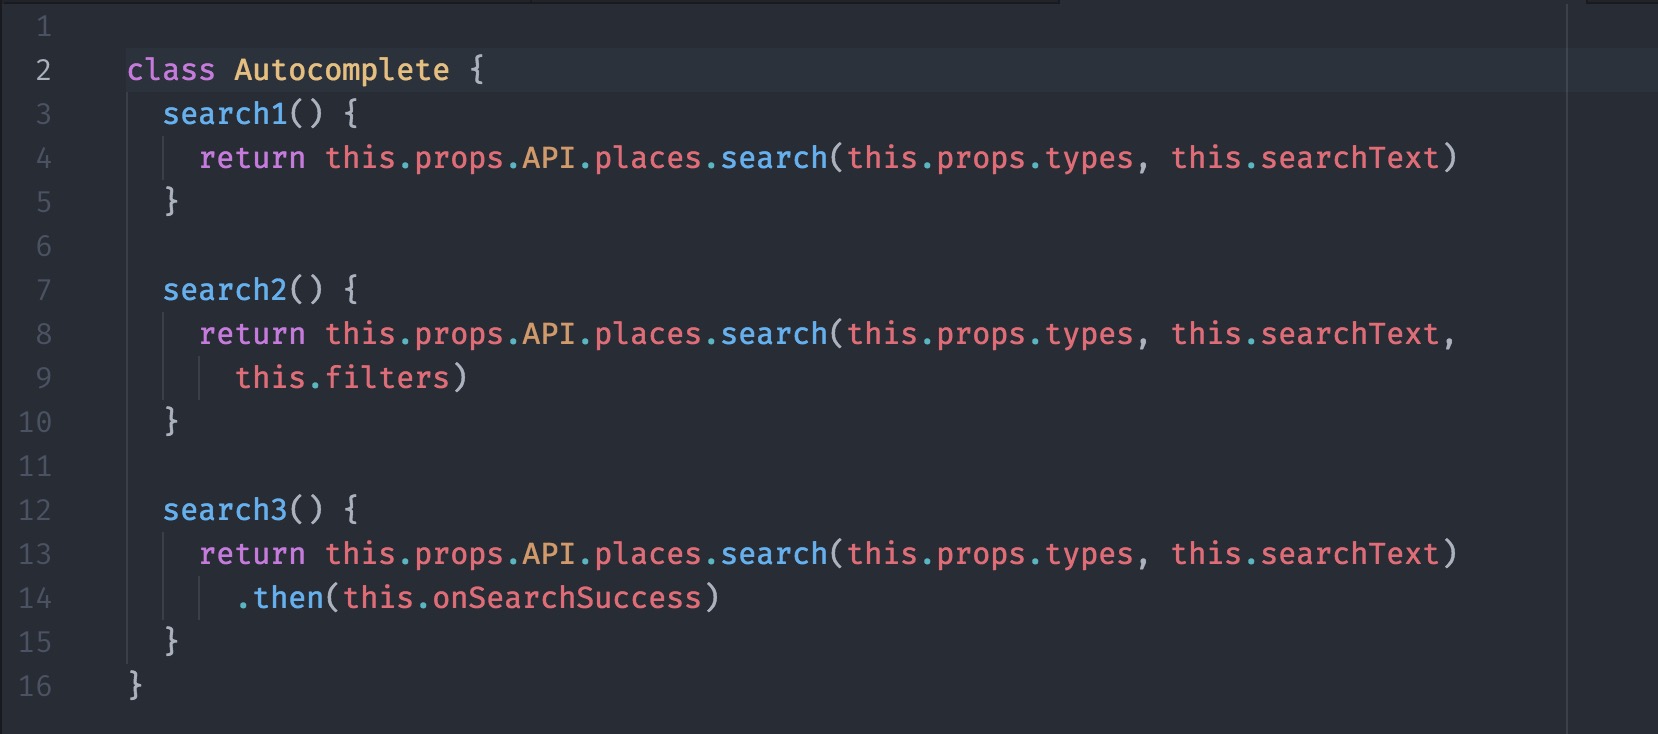 1
2 class Autocomplete {
3 search1() {
4 return this.props.API.places.search(this.props.types, this.searchText)
5 }
6
7 search2() {
8 return this.props.API.places.search(this.props.types, this.searchText,
9 this.filters)
10 }
11
12 search3() {
13 return this.props.API.places.search(this.props.types, this.searchText)
14 .then(this.onSearchSuccess)
15 }
16 }